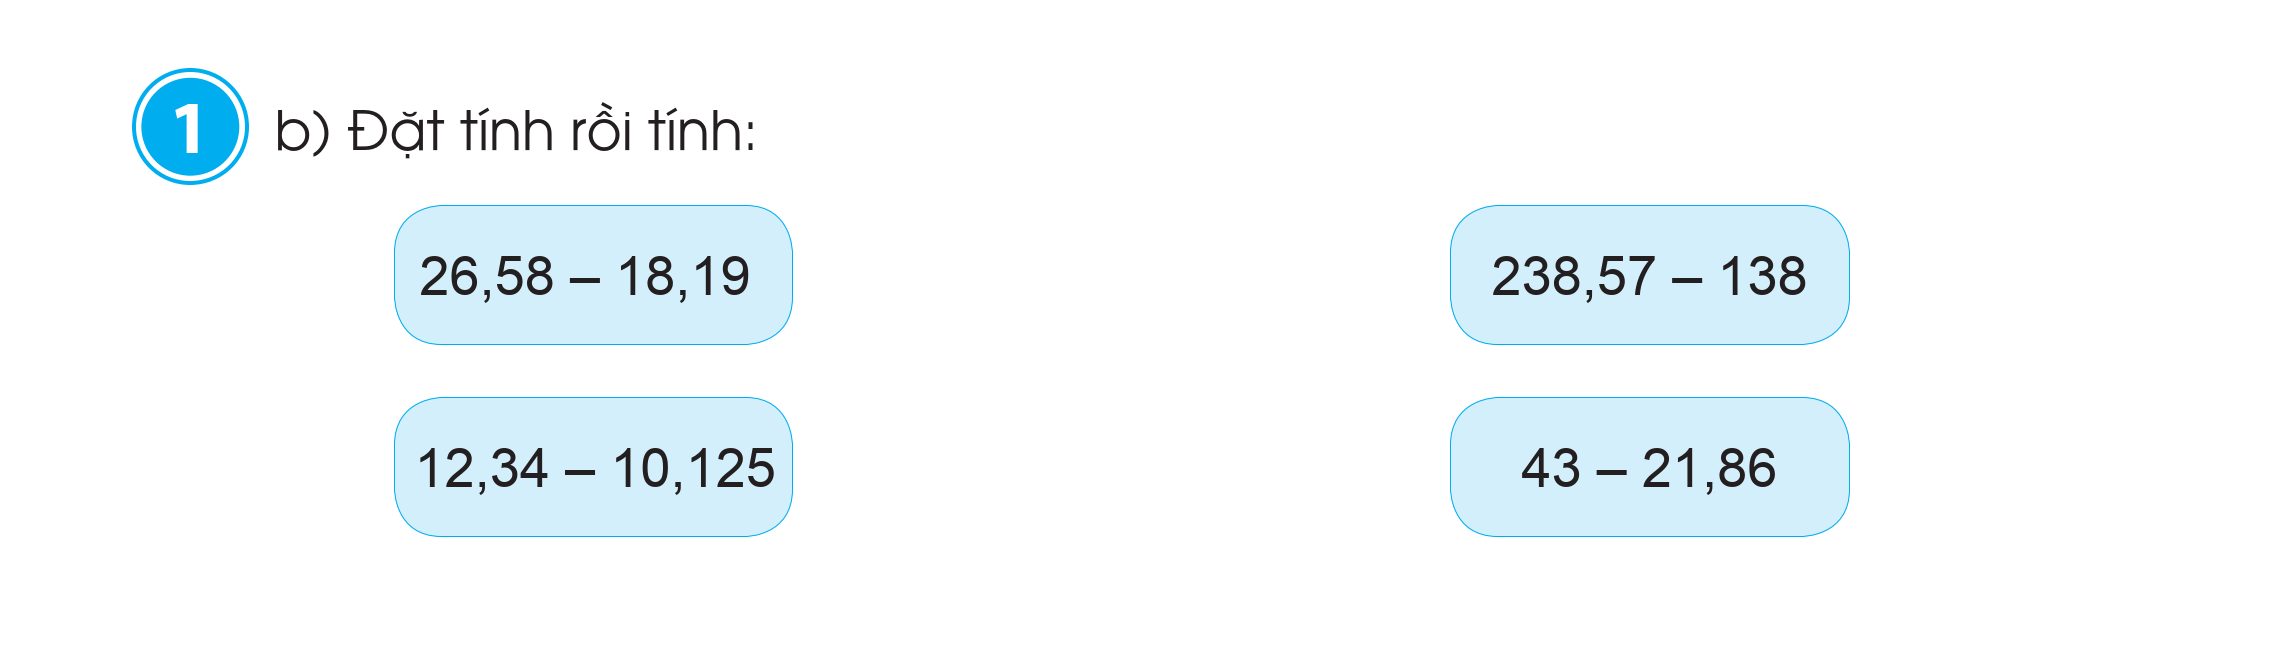 1 b) Đặt tính rồi tính:
26,58 – 18,19 238,57 – 138
12,34 – 10,125 43 – 21,86